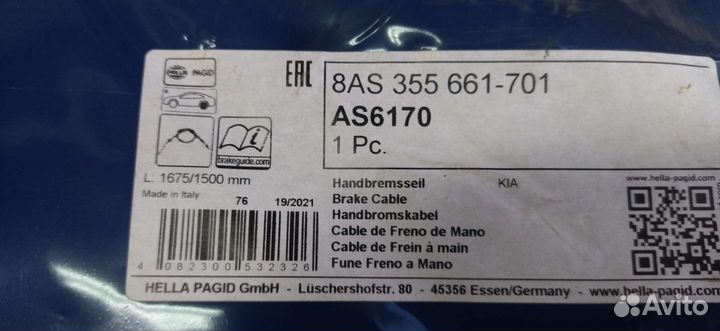 HELLA PAGID
EAC
8AS 355 661-701
AS6170
1 Pc.
brakeguide.com
L: 1675/1500 mm
Made in Italy
76 19/2021
4 082300 532326
Handbremsseil KIA
Brake Cable
Handbromskabel
Cable de Freno de Mano
Cable de Frein à main
Fune Freno a Mano
www.hella-pagid.c
HELLA PAGID GmbH - Lüschershofstr. 80 - 45356 Essen/Germany - www.hella-pagid.com
Avito